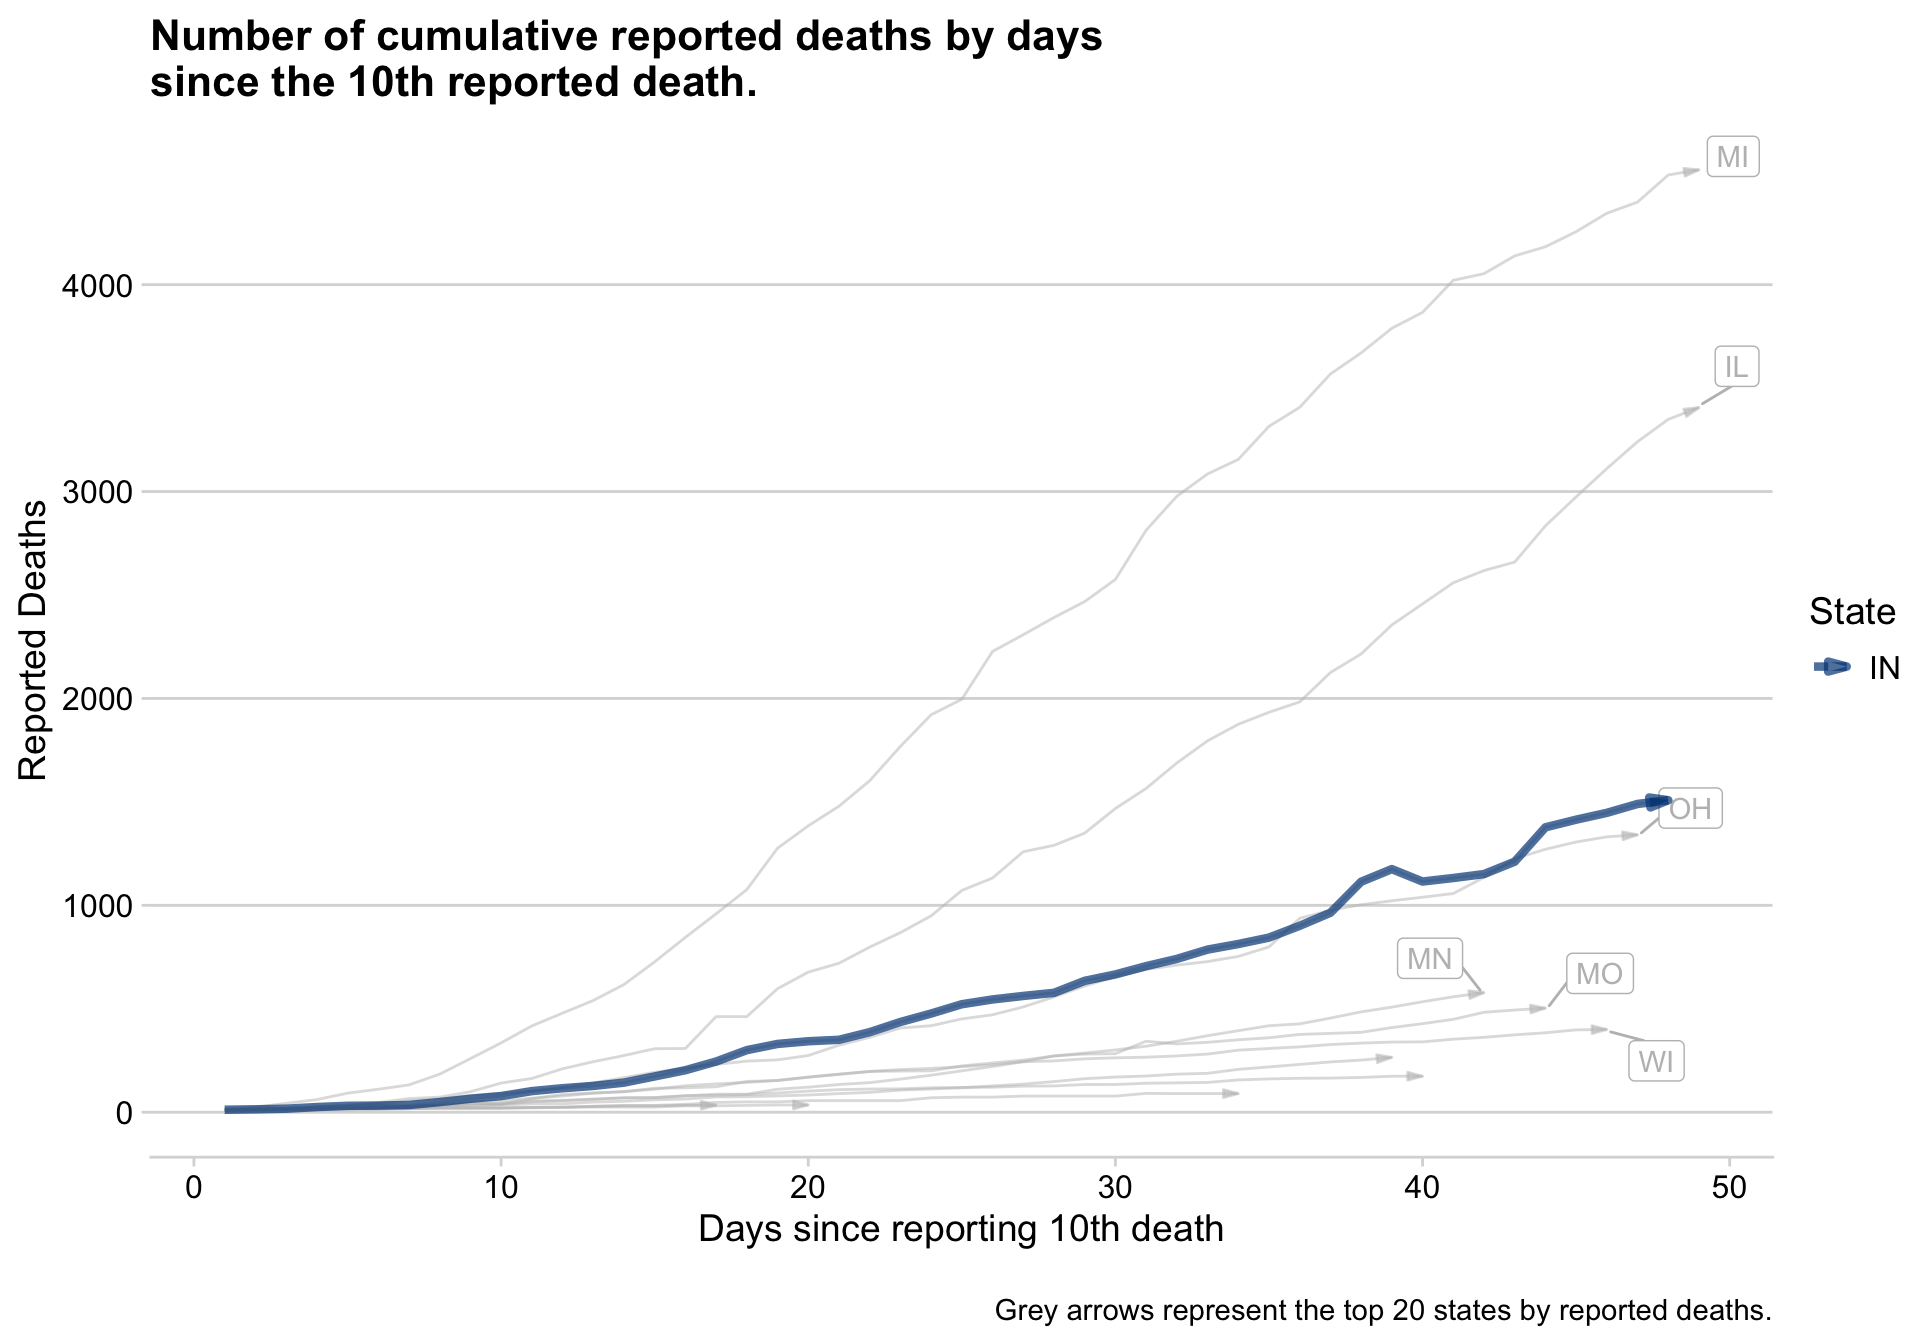 Number of cumulative reported deaths by days
since the 10th reported death.
MI
4000
IL
3000
Reported Deaths
State
IN
2000
OH
1000
MN
MO
WI
0
0 10 20 30 40 50
Days since reporting 10th death
Grey arrows represent the top 20 states by reported deaths.